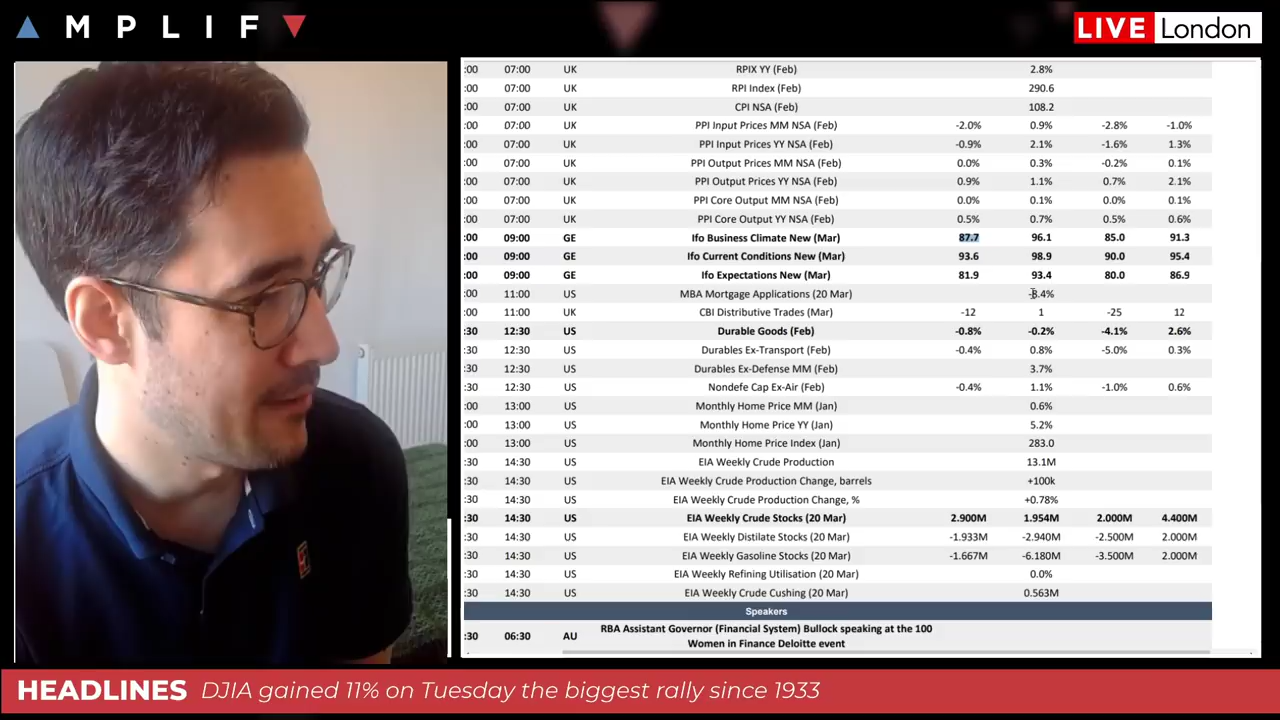 MPLIF
LIVE London
:00 07:00 UK RPIX YY (Feb) 2.8%
:00 07:00 UK RPI Index (Feb) 290.6
:00 07:00 UK CPI NSA (Feb) 108.2
:00 07:00 UK PPI Input Prices MM NSA (Feb) -2.0% 0.9% -2.8% -1.0%
:00 07:00 UK PPI Input Prices YY NSA (Feb) -0.9% 2.1% -1.6% 1.3%
:00 07:00 UK PPI Output Prices MM NSA (Feb) 0.0% 0.3% -0.2% 0.1%
:00 07:00 UK PPI Output Prices YY NSA (Feb) 0.9% 1.1% 0.7% 2.1%
:00 07:00 UK PPI Core Output MM NSA (Feb) 0.0% 0.1% 0.0% 0.1%
:00 07:00 UK PPI Core Output YY NSA (Feb) 0.5% 0.7% 0.5% 0.6%
:00 09:00 GE Ifo Business Climate New (Mar) 87.7 96.1 85.0 91.3
:00 09:00 GE Ifo Current Conditions New (Mar) 93.6 98.9 90.0 95.4
:00 09:00 GE Ifo Expectations New (Mar) 81.9 93.4 80.0 86.9
:00 11:00 US MBA Mortgage Applications (20 Mar) -8.4%
:00 11:00 UK CBI Distributive Trades (Mar) -12 1 -25 12
:30 12:30 US Durable Goods (Feb) -0.8% -0.2% -4.1% 2.6%
:30 12:30 US Durables Ex-Transport (Feb) -0.4% 0.8% -5.0% 0.3%
:30 12:30 US Durables Ex-Defense MM (Feb) 3.7%
:30 12:30 US Nondefe Cap Ex-Air (Feb) -0.4% 1.1% -1.0% 0.6%
:00 13:00 US Monthly Home Price MM (Jan) 0.6%
:00 13:00 US Monthly Home Price YY (Jan) 5.2%
:00 13:00 US Monthly Home Price Index (Jan) 283.0
:30 14:30 US EIA Weekly Crude Production 13.1M
:30 14:30 US EIA Weekly Crude Production Change, barrels +100k
:30 14:30 US EIA Weekly Crude Production Change, % +0.78%
:30 14:30 US EIA Weekly Crude Stocks (20 Mar) 2.900M 1.954M 2.000M 4.400M
:30 14:30 US EIA Weekly Distilate Stocks (20 Mar) -1.933M -2.940M -2.500M 2.000M
:30 14:30 US EIA Weekly Gasoline Stocks (20 Mar) -1.667M -6.180M -3.500M 2.000M
:30 14:30 US EIA Weekly Refining Utilisation (20 Mar) 0.0%
:30 14:30 US EIA Weekly Crude Cushing (20 Mar) 0.563M
Speakers
:30 06:30 AU RBA Assistant Governor (Financial System) Bullock speaking at the 100
Women in Finance Deloitte event
HEADLINES DJIA gained 11% on Tuesday the biggest rally since 1933